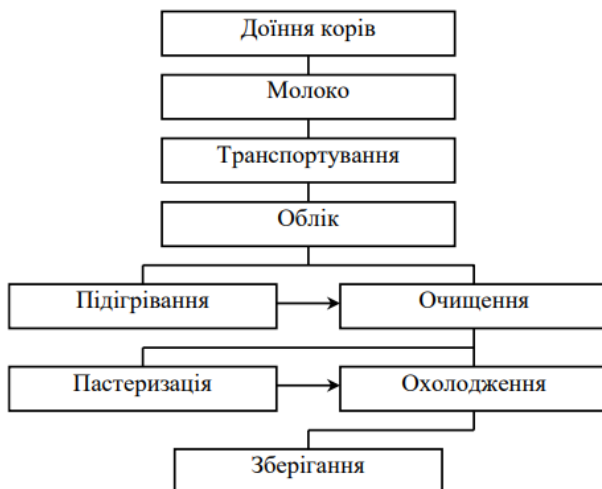 Доїння корів
Молоко
Транспортування
Облік
Підігрівання
Очищення
Пастеризація
Охолодження
Зберігання